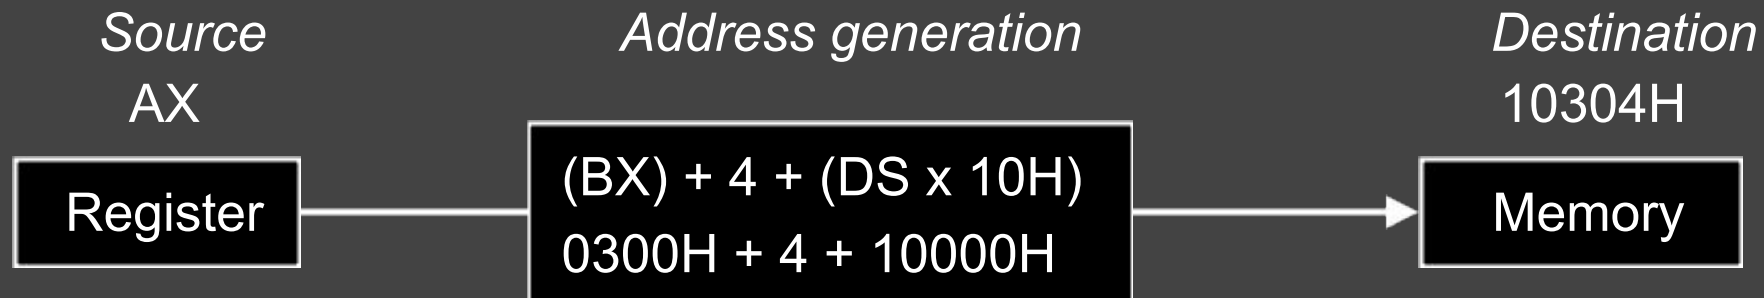 Source
AX
Register
Address generation
(BX) + 4 + (DS x 10H)
0300H + 4 + 10000H
Destination
10304H
Memory